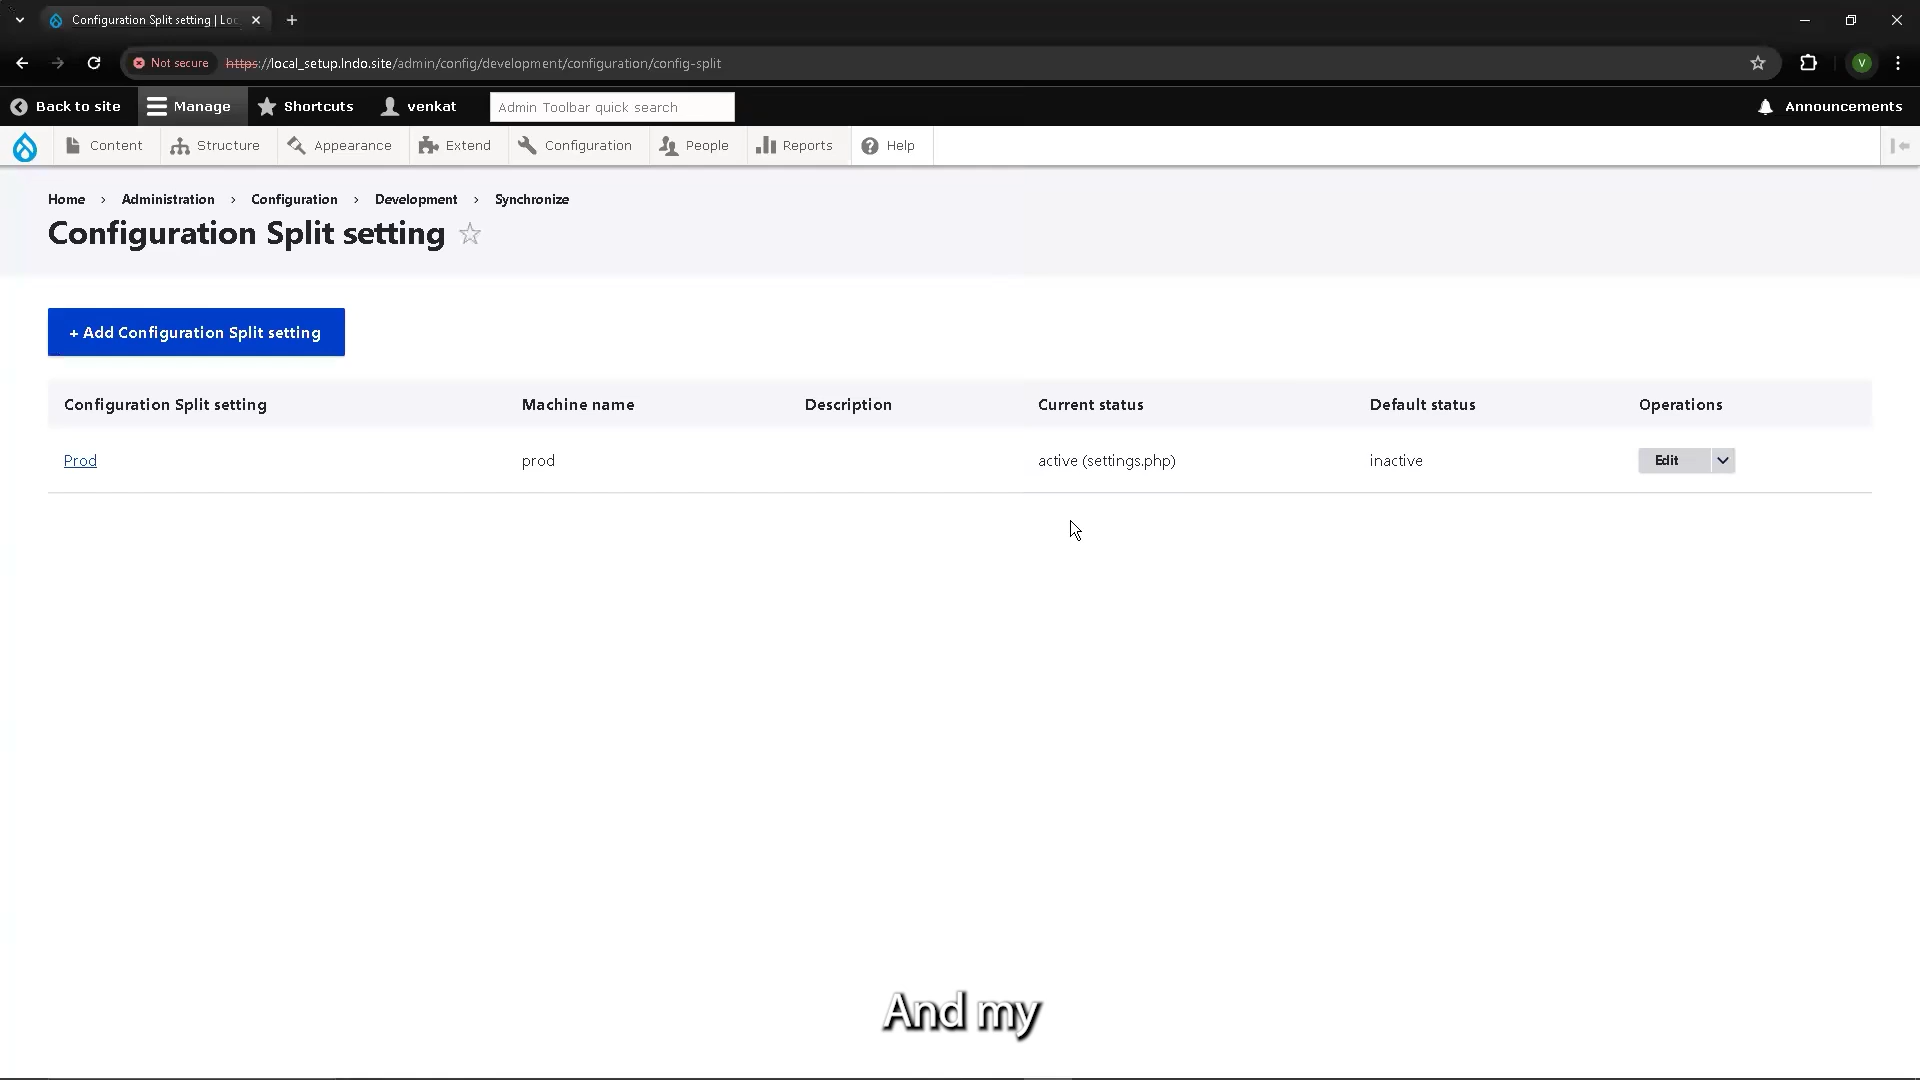 Configuration Split setting | Loc
Not secure https://local_setup.lndo.site/admin/config/development/configuration/config-split V
Back to site Manage Shortcuts venkat Admin Toolbar quick search Announcements
Content Structure Appearance Extend Configuration People Reports Help
Home › Administration › Configuration › Development › Synchronize
Configuration Split setting
+ Add Configuration Split setting
Configuration Split setting Machine name Description Current status Default status Operations
Prod prod active (settings.php) inactive Edit
And my